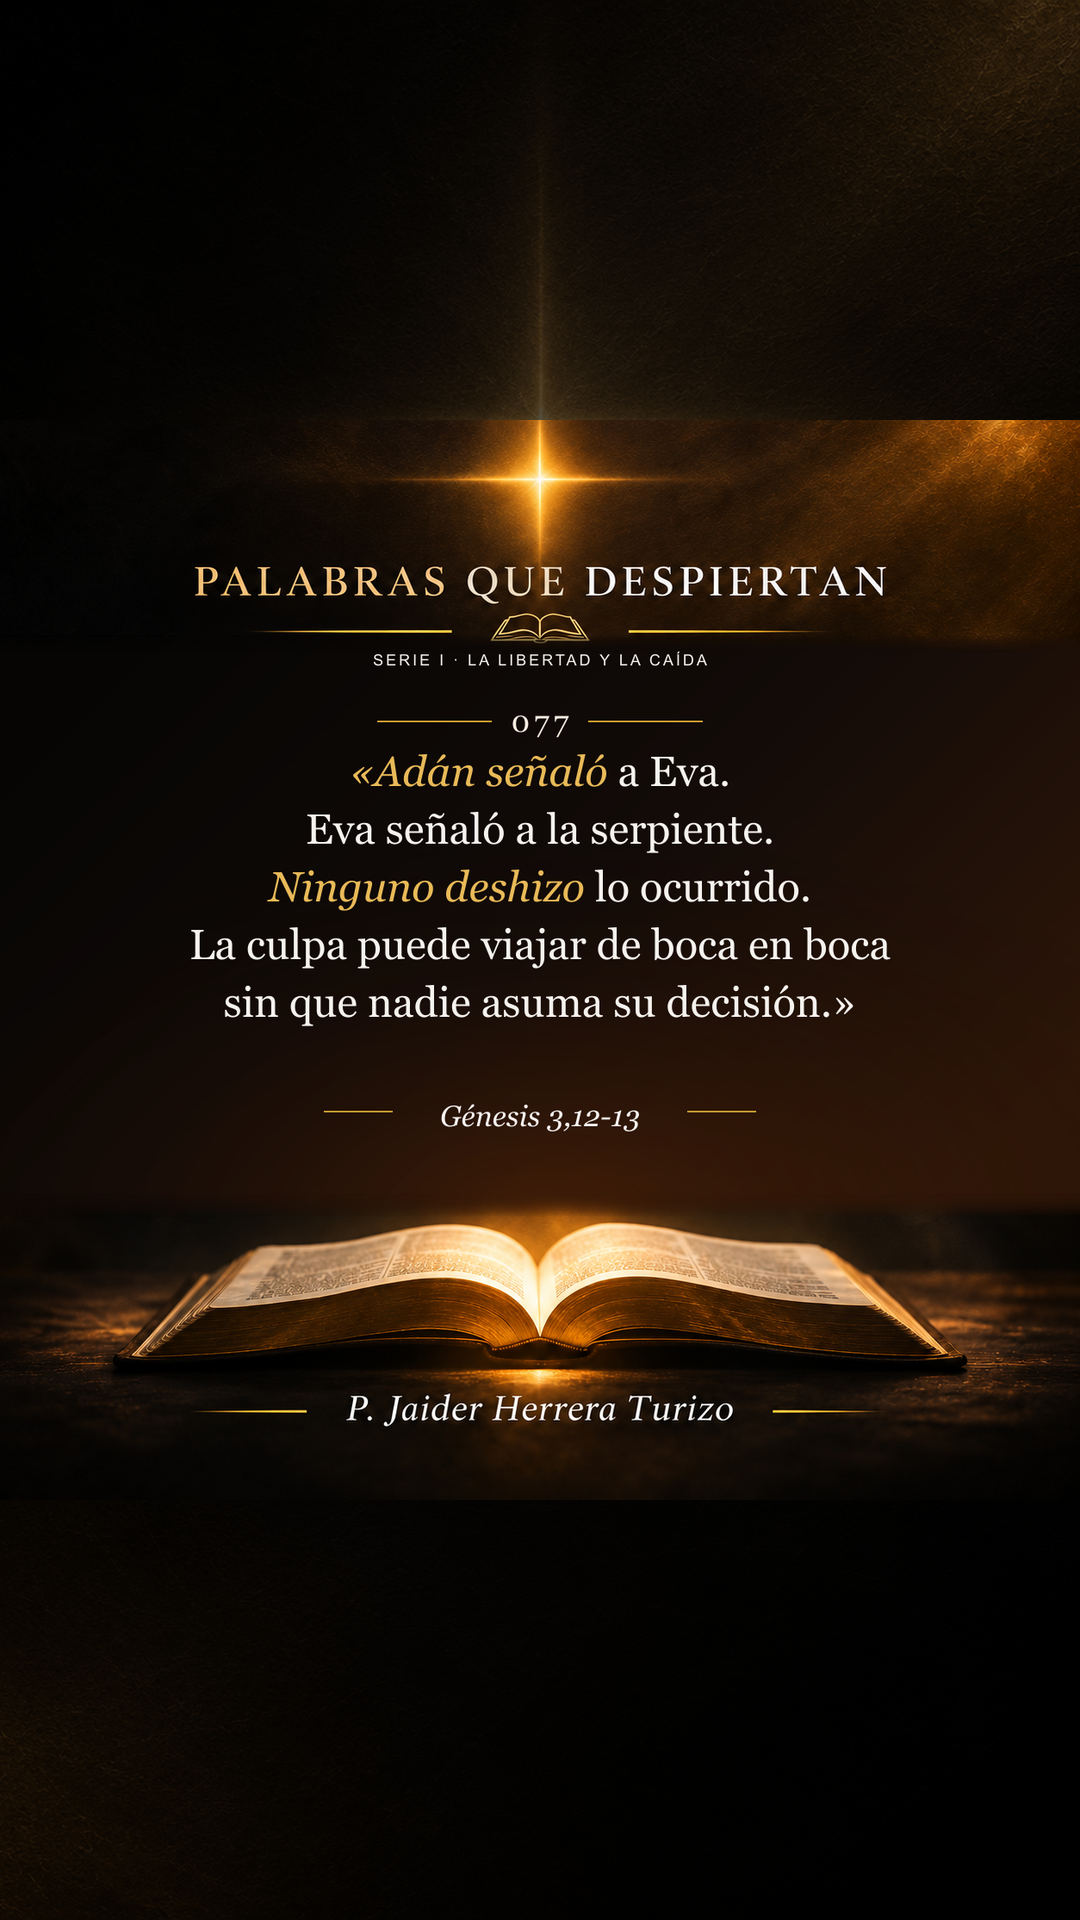 PALABRAS QUE DESPIERTAN
SERIE I · LA LIBERTAD Y LA CAÍDA
077
«Adán señaló a Eva.
Eva señaló a la serpiente.
Ninguno deshizo lo ocurrido.
La culpa puede viajar de boca en boca
sin que nadie asuma su decisión.»
Génesis 3,12-13
P. Jaider Herrera Turizo